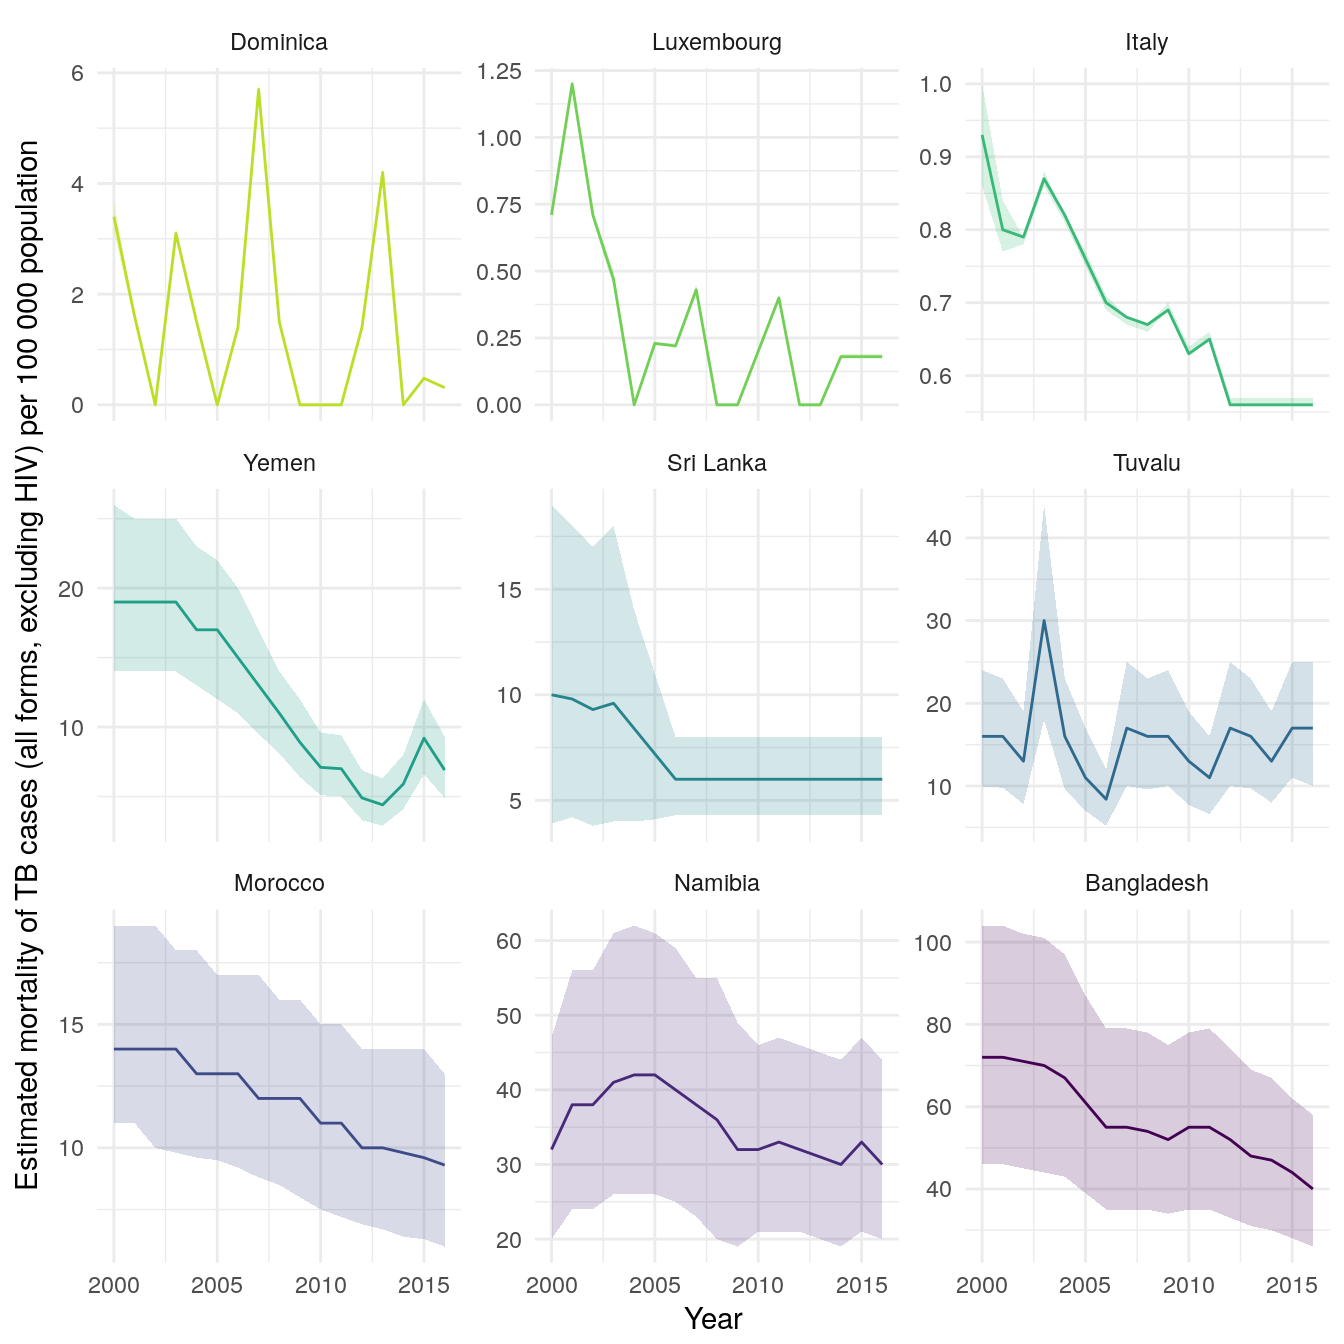 Estimated mortality of TB cases (all forms, excluding HIV) per 100 000 population
Dominica
6
4
2
0
Luxembourg
1.25
1.00
0.75
0.50
0.25
0.00
Italy
1.0
0.9
0.8
0.7
0.6
Yemen
20
10
Sri Lanka
15
10
5
Tuvalu
40
30
20
10
Morocco
15
10
2000 2005 2010 2015
Namibia
60
50
40
30
20
2000 2005 2010 2015
Bangladesh
100
80
60
40
2000 2005 2010 2015
Year